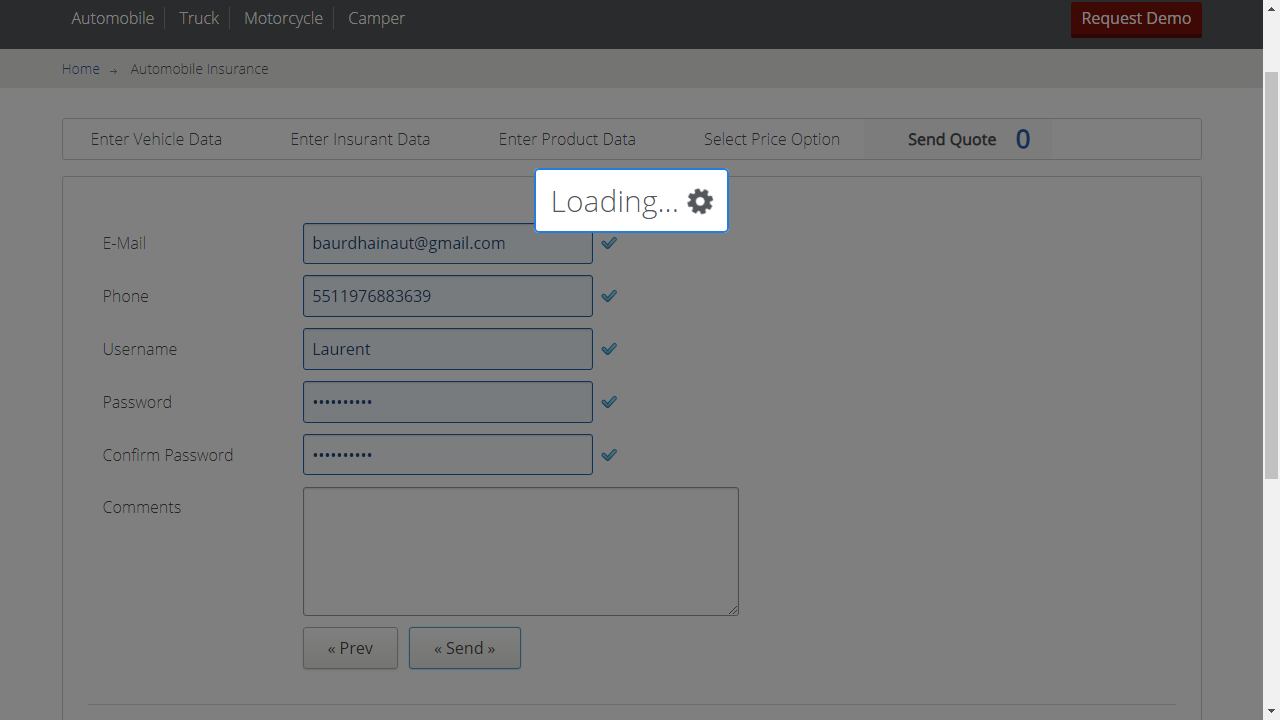 Automobile Truck Motorcycle Camper Request Demo
Home → Automobile Insurance
Enter Vehicle Data Enter Insurant Data Enter Product Data Select Price Option Send Quote 0
Loading...
E-Mail baurdhainaut@gmail.com
Phone 5511976883639
Username Laurent
Password ••••••••••
Confirm Password ••••••••••
Comments
« Prev « Send »